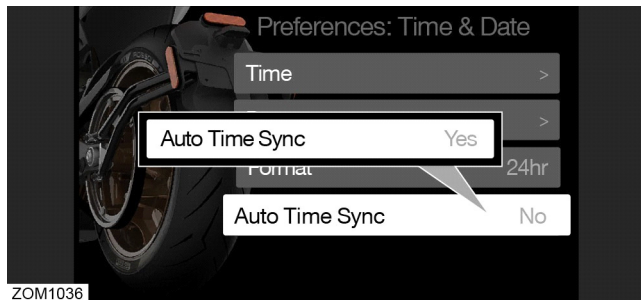 Preferences: Time & Date
Time >
>
Auto Time Sync Yes
Format 24hr
Auto Time Sync No
ZOM1036